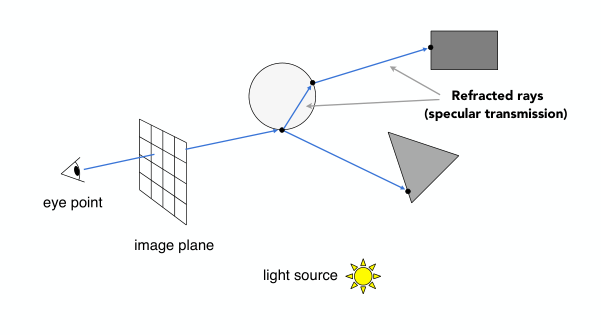 Refracted rays
(specular transmission)
eye point
image plane
light source